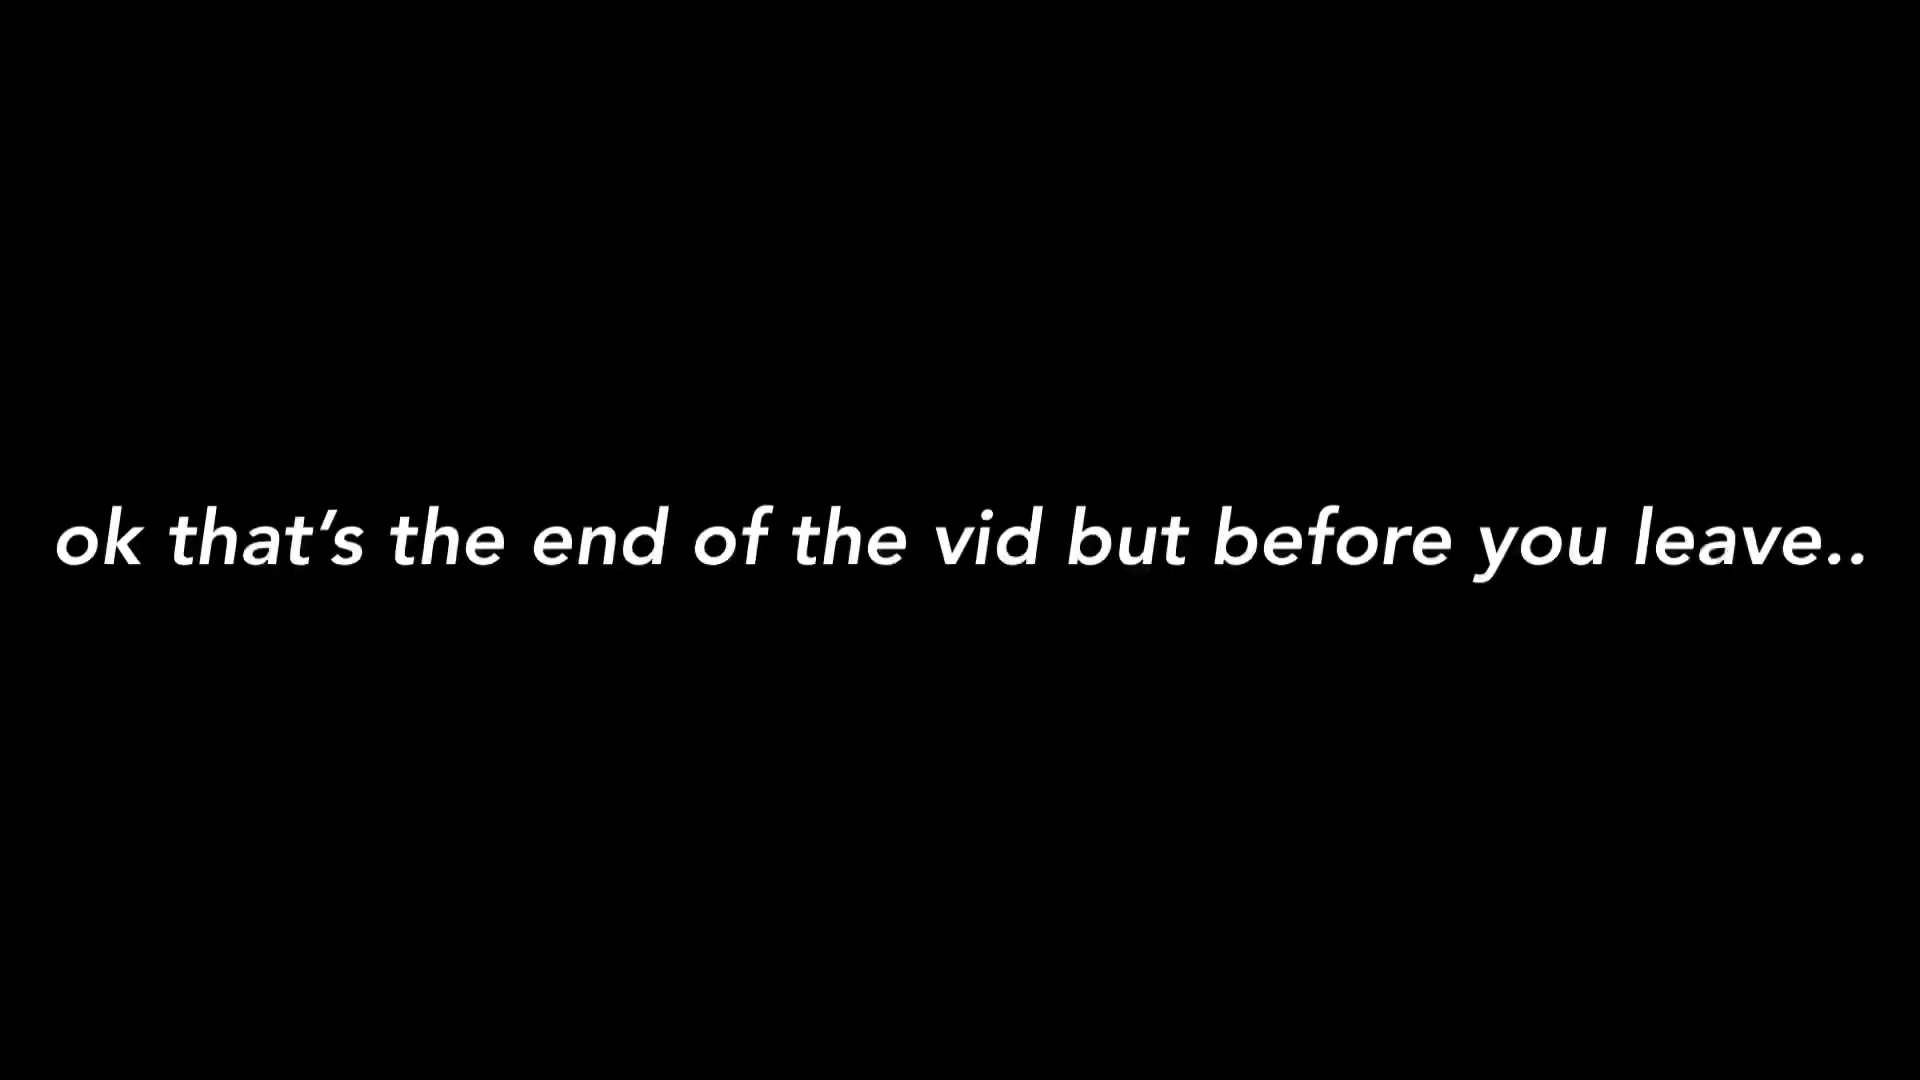 ok that’s the end of the vid but before you leave..